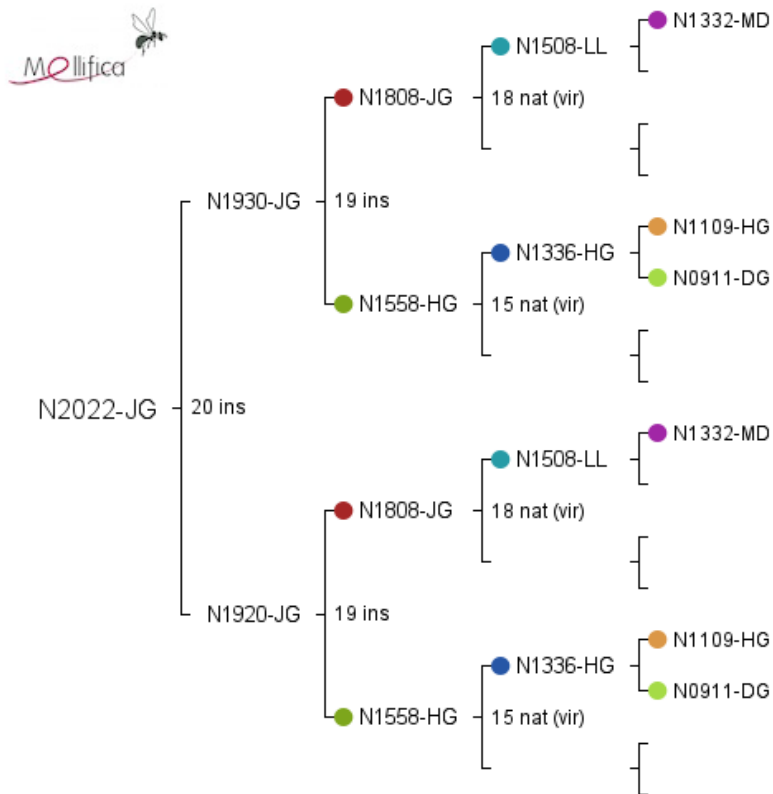 Mellifica
N1332-MD
N1508-LL
N1808-JG
18 nat (vir)
N1930-JG
19 ins
N1109-HG
N1336-HG
N0911-DG
N1558-HG
15 nat (vir)
N2022-JG
20 ins
N1332-MD
N1508-LL
N1808-JG
18 nat (vir)
N1920-JG
19 ins
N1109-HG
N1336-HG
N0911-DG
N1558-HG
15 nat (vir)